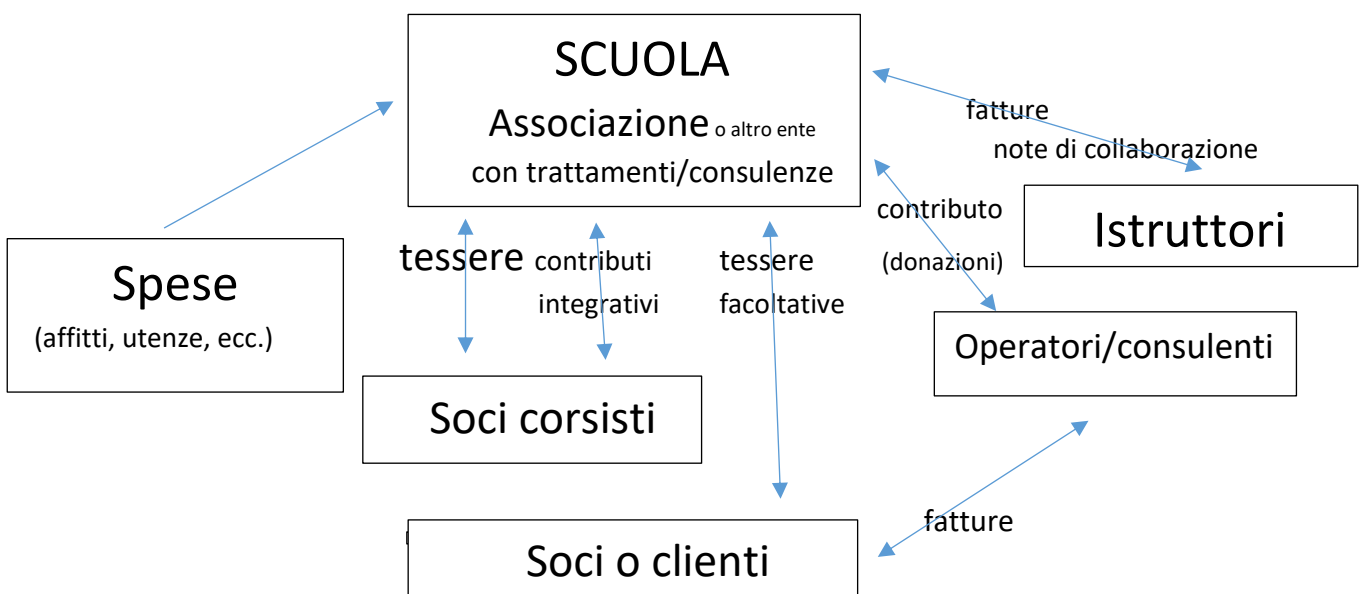 SCUOLA
Associazione o altro ente
con trattamenti/consulenze
fatture
note di collaborazione
Istruttori
contributo
(donazioni)
tessere contributi
integrativi
tessere
facoltative
Spese
(affitti, utenze, ecc.)
Operatori/consulenti
Soci corsisti
fatture
Soci o clienti